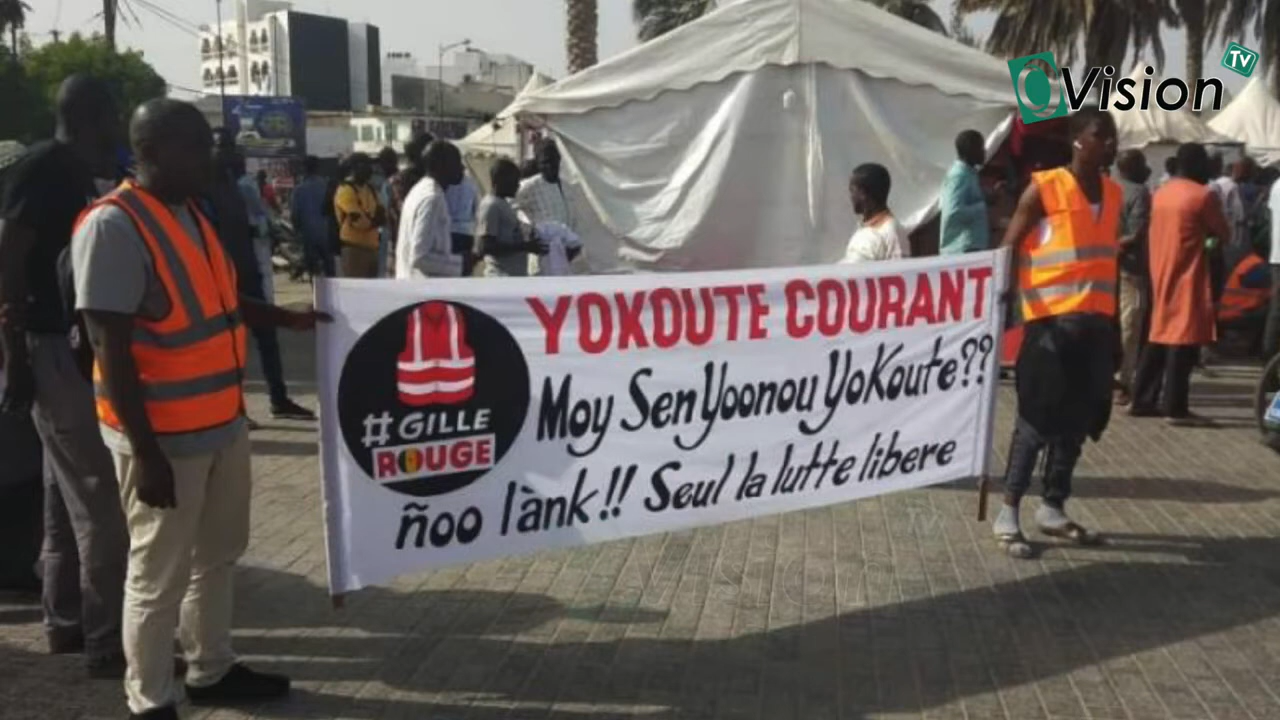 Vision
TV
YOKOUTE COURANT
Moy Sen Yoonou YoKoute??
ñoo lànk!! Seul la lutte libere
#GILLE
ROUGE